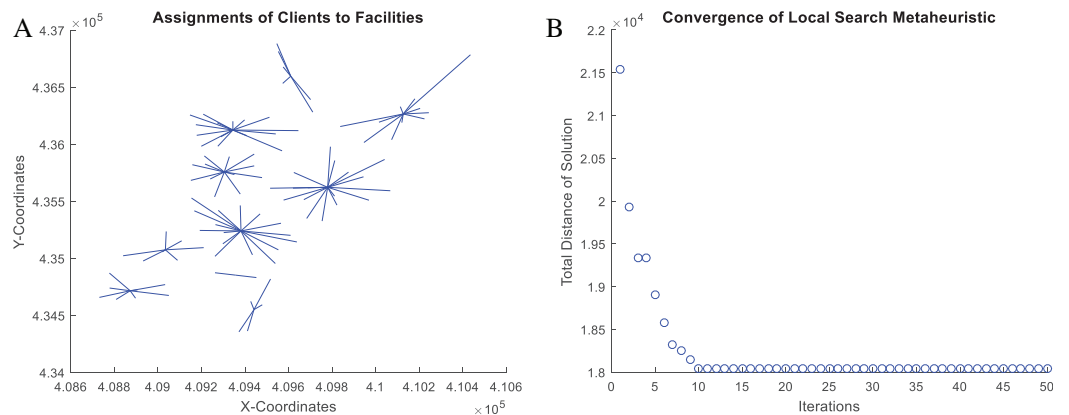 A
Assignments of Clients to Facilities
× 10^5
4.37
4.365
4.36
4.355
4.35
4.345
4.34
Y-Coordinates
4.086 4.088 4.09 4.092 4.094 4.096 4.098 4.1 4.102 4.104 4.106
X-Coordinates
× 10^5
B
Convergence of Local Search Metaheuristic
× 10^4
2.2
2.15
2.1
2.05
2
1.95
1.9
1.85
1.8
Total Distance of Solution
0 5 10 15 20 25 30 35 40 45 50
Iterations